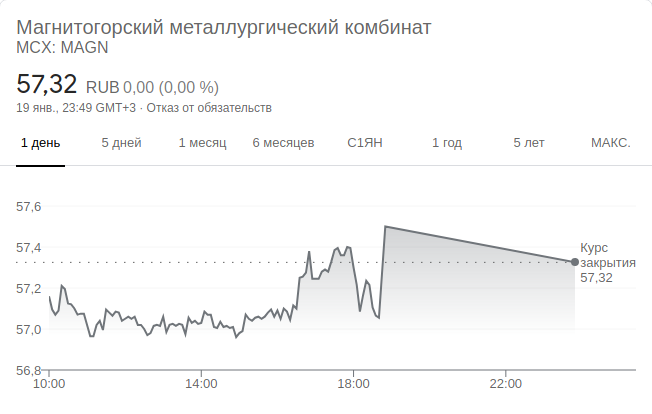 Магнитогорский металлургический комбинат
MCX: MAGN
57,32 RUB 0,00 (0,00 %)
19 янв., 23:49 GMT+3 · Отказ от обязательств
1 день 5 дней 1 месяц 6 месяцев С1ЯН 1 год 5 лет МАКС.
57,6
57,4
Курс
закрытия
57,32
57,2
57,0
56,8
10:00 14:00 18:00 22:00